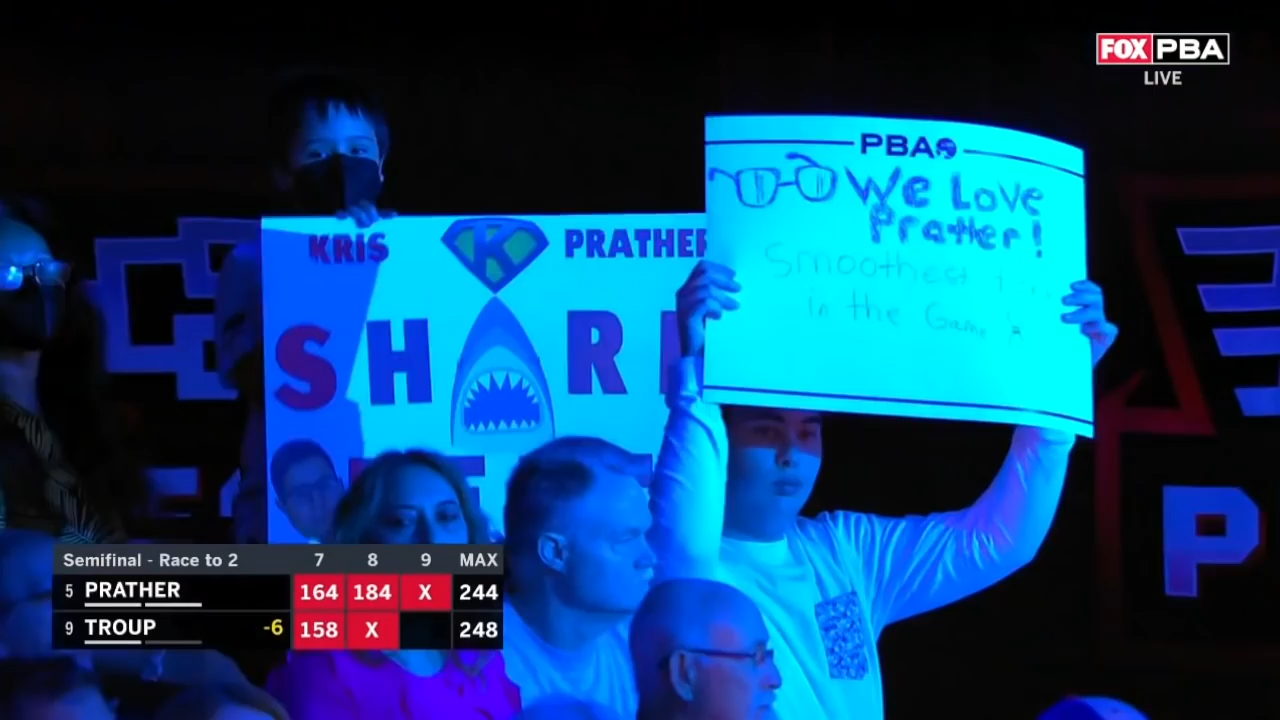 FOX PBA
LIVE
PBA
We Love
Prather!
Smoothest
in the Game
KRIS K PRATHER
SHAR
Semifinal - Race to 2 7 8 9 MAX
5 PRATHER 164 184 X 244
9 TROUP -6 158 X 248
P